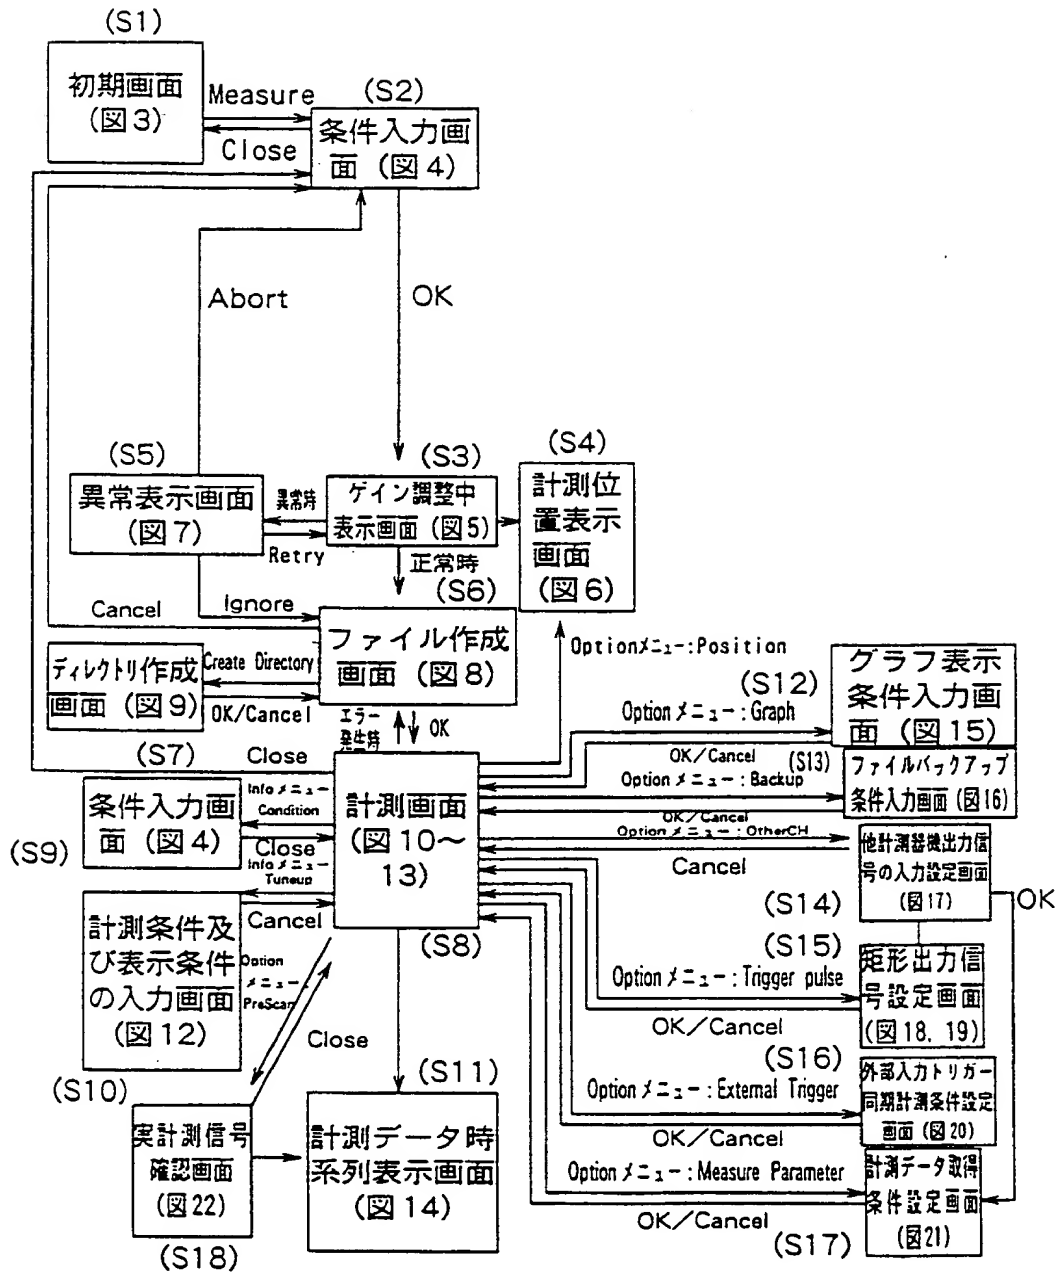 (S1)
初期画面
(図3)
Measure
Close
(S2)
条件入力画
面(図4)
Abort
OK
(S5)
異常表示画面
(図7)
異常時
Retry
(S3)
ゲイン調整中
表示画面(図5)
正常時
(S4)
計測位
置表示
画面
(図6)
Cancel
Ignore
(S6)
ファイル作成
画面(図8)
Create Directory
OK/Cancel
ディレクトリ作成
画面(図9)
(S7)
エラー
発生時
OK
Close
Optionメニュー:Position
(S12)
グラフ表示
条件入力画
面(図15)
Optionメニュー:Graph
OK/Cancel
(S13)
ファイルバックアップ
条件入力画面(図16)
Optionメニュー:Backup
OK/Cancel
計測画面
(図10~
13)
(S8)
条件入力画
面(図4)
(S9)
Infoメニュー
Condition
Close
Infoメニュー
Tuneup
Cancel
計測条件及
び表示条件
の入力画面
(図12)
(S10)
Optionメニュー:OtherCH
Cancel
他計測器機出力信
号の入力設定画面
(図17)
(S14)
OK
(S15)
矩形出力信
号設定画面
(図18.19)
Optionメニュー:Trigger pulse
OK/Cancel
(S16)
外部入力トリガー
同期計測条件設定
画面(図20)
Optionメニュー:External Trigger
OK/Cancel
Optionメニュー:Measure Parameter
OK/Cancel
計測データ取得
条件設定画面
(図21)
(S17)
Option
メニュー:
PreScan
Close
(S11)
計測データ時
系列表示画面
(図14)
実計測信号
確認画面
(図22)
(S18)